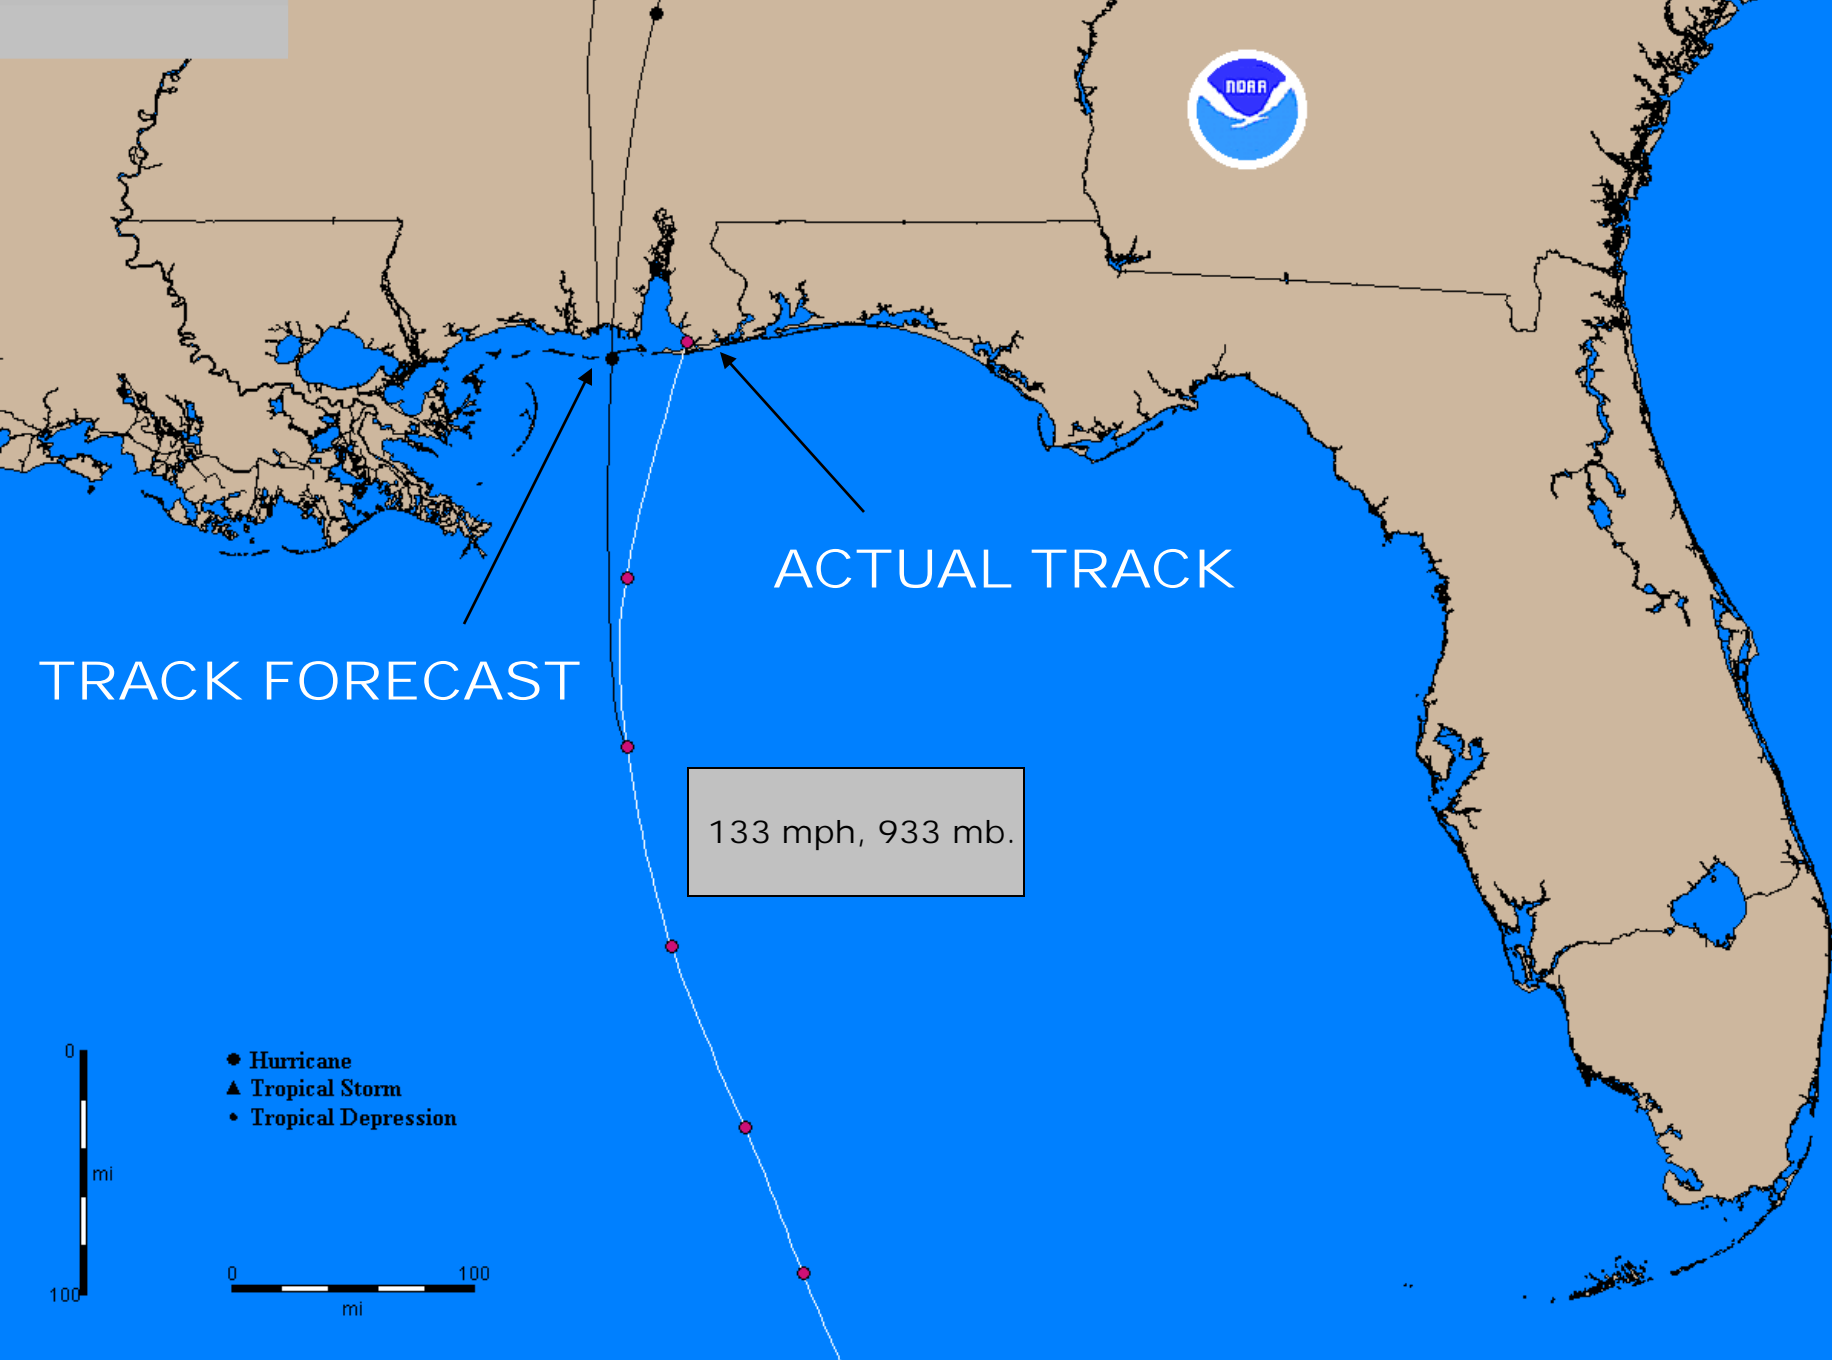 NOAA
ACTUAL TRACK
TRACK FORECAST
133 mph, 933 mb.
0
mi
100
Hurricane
Tropical Storm
Tropical Depression
0 100
mi